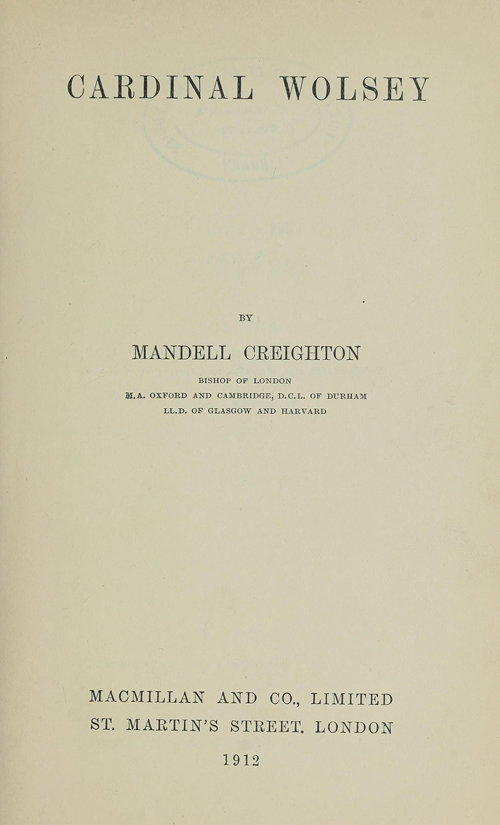 CARDINAL WOLSEY
BY
MANDELL CREIGHTON
BISHOP OF LONDON
M.A. OXFORD AND CAMBRIDGE, D.C.L. OF DURHAM
LL.D. OF GLASGOW AND HARVARD
MACMILLAN AND CO., LIMITED
ST. MARTIN'S STREET. LONDON
1912